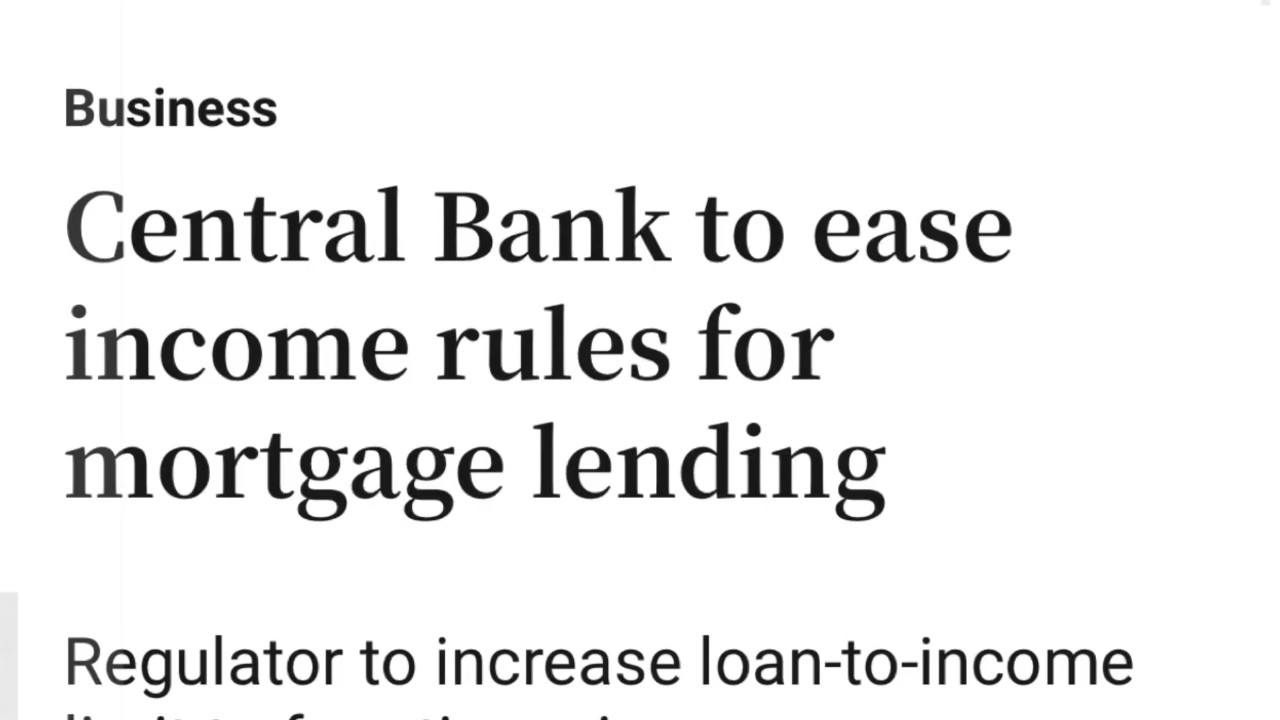 Business
Central Bank to ease
income rules for
mortgage lending
Regulator to increase loan-to-income